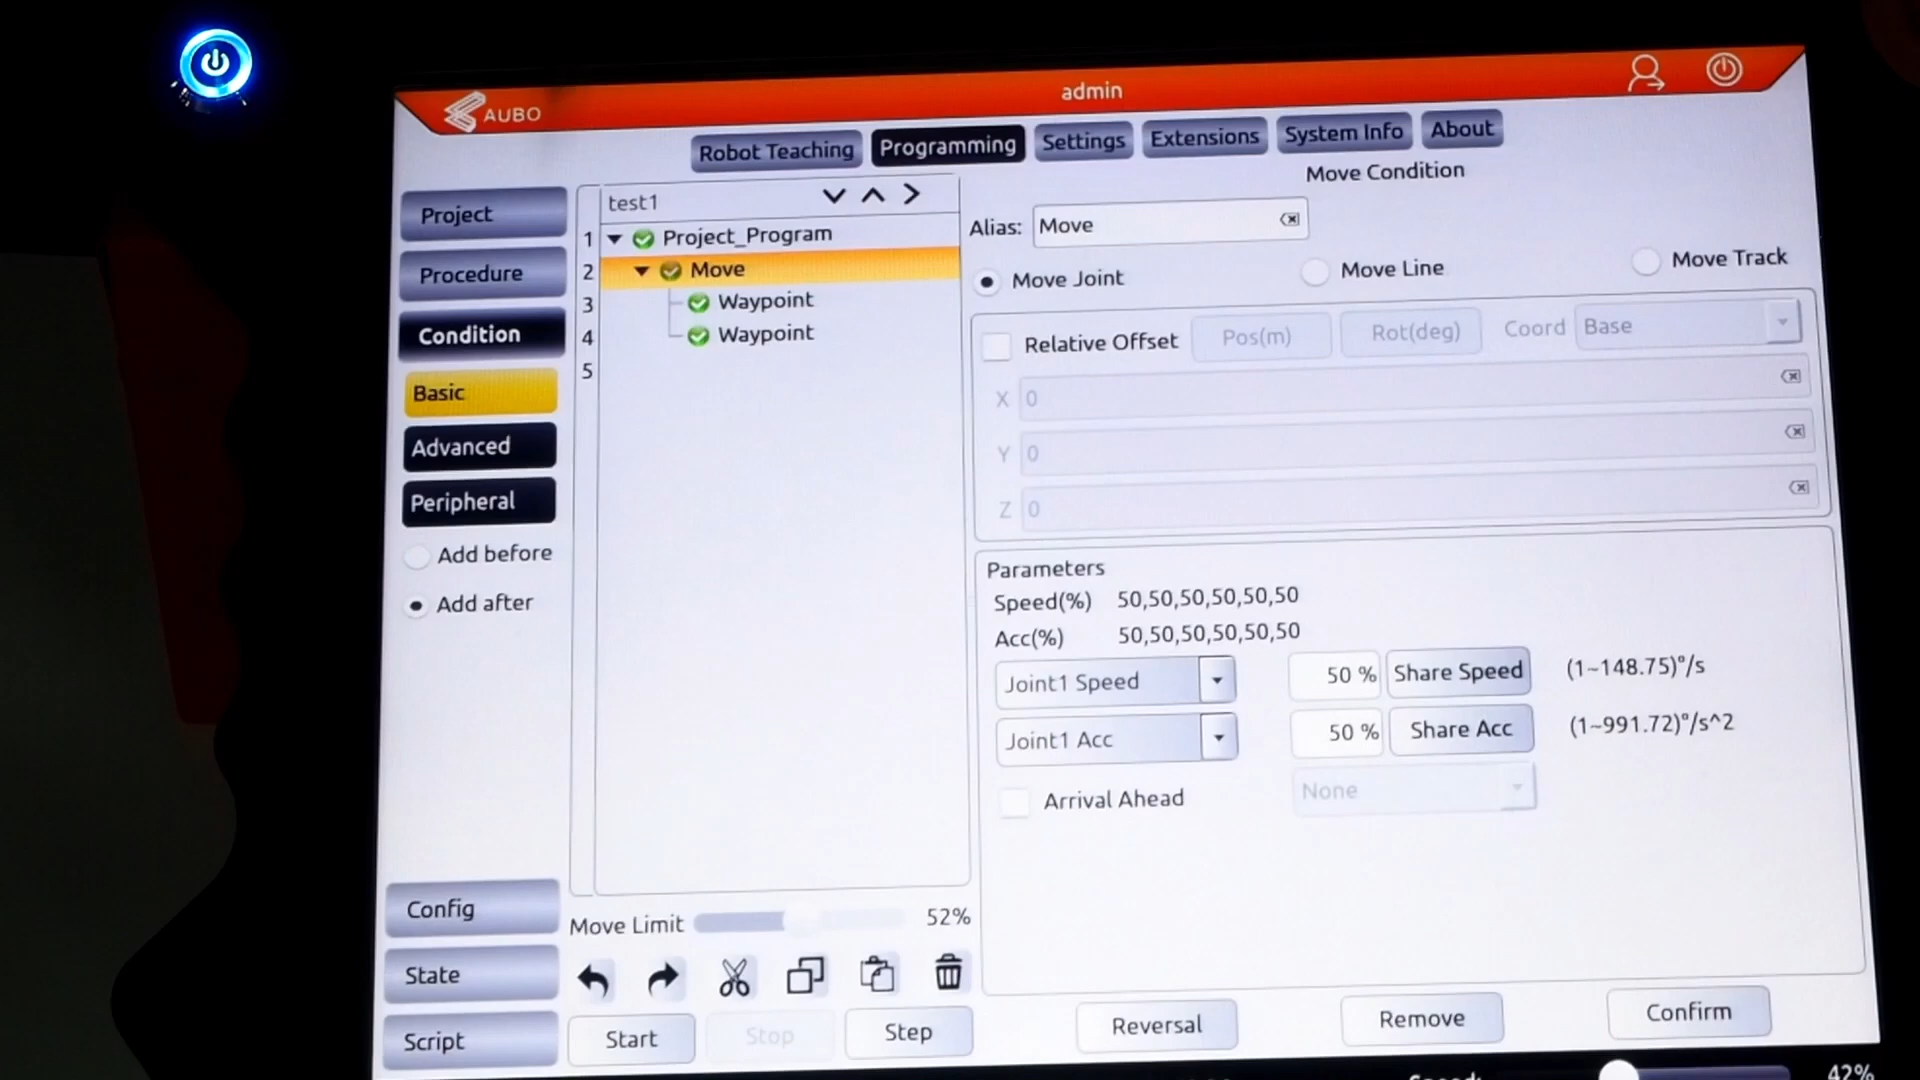 AUBO
admin
Robot Teaching
Programming
Settings
Extensions
System Info
About
Project
Procedure
Condition
Basic
Advanced
Peripheral
Add before
Add after
Config
State
Script
test1
1
Project_Program
2
Move
3
Waypoint
4
Waypoint
5
Move Limit
52%
Start
Stop
Step
Move Condition
Alias: Move
Move Joint
Move Line
Move Track
Relative Offset
Pos(m)
Rot(deg)
Coord
Base
X 0
Y 0
Z 0
Parameters
Speed(%) 50,50,50,50,50,50
Acc(%) 50,50,50,50,50,50
Joint1 Speed
50 %
Share Speed
(1~148.75)°/s
Joint1 Acc
50 %
Share Acc
(1~991.72)°/s^2
Arrival Ahead
None
Reversal
Remove
Confirm
Speed:
42%